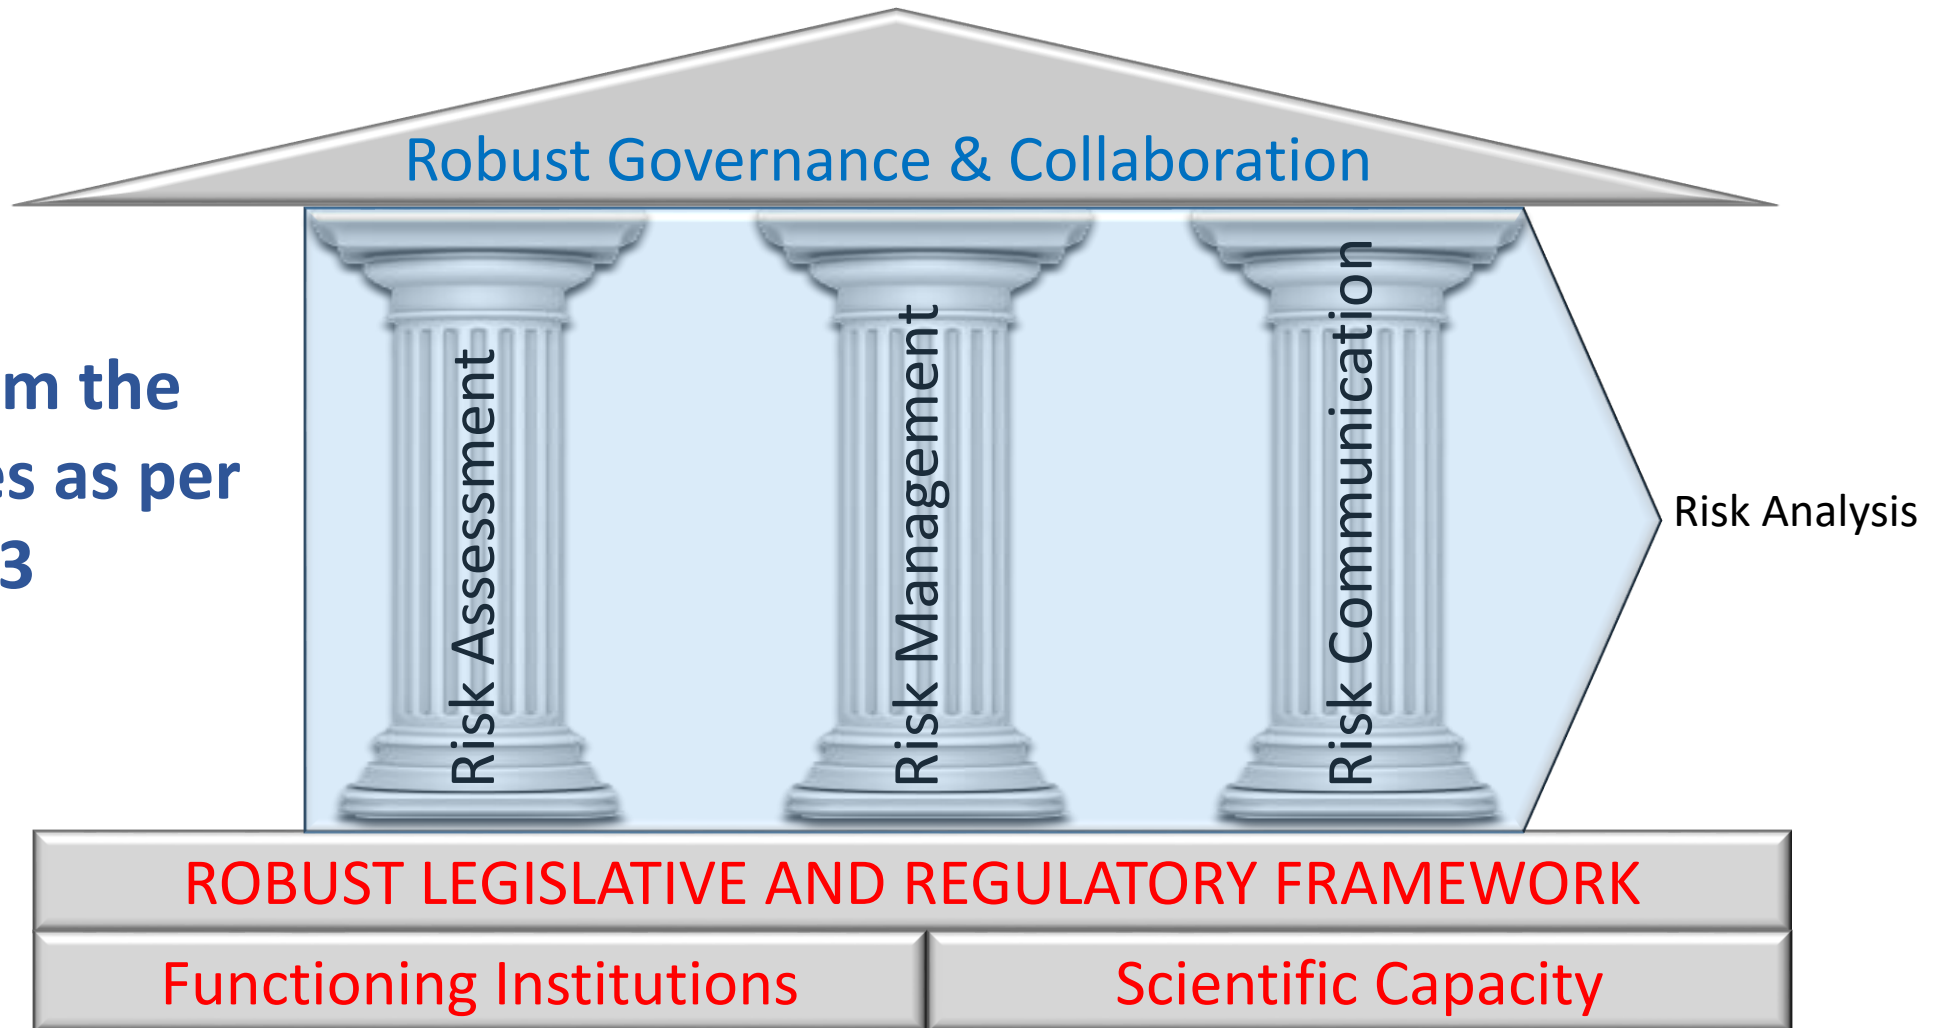 Robust Governance & Collaboration
m the
es as per
3
Risk Assessment
Risk Management
Risk Communication
Risk Analysis
ROBUST LEGISLATIVE AND REGULATORY FRAMEWORK
Functioning Institutions
Scientific Capacity